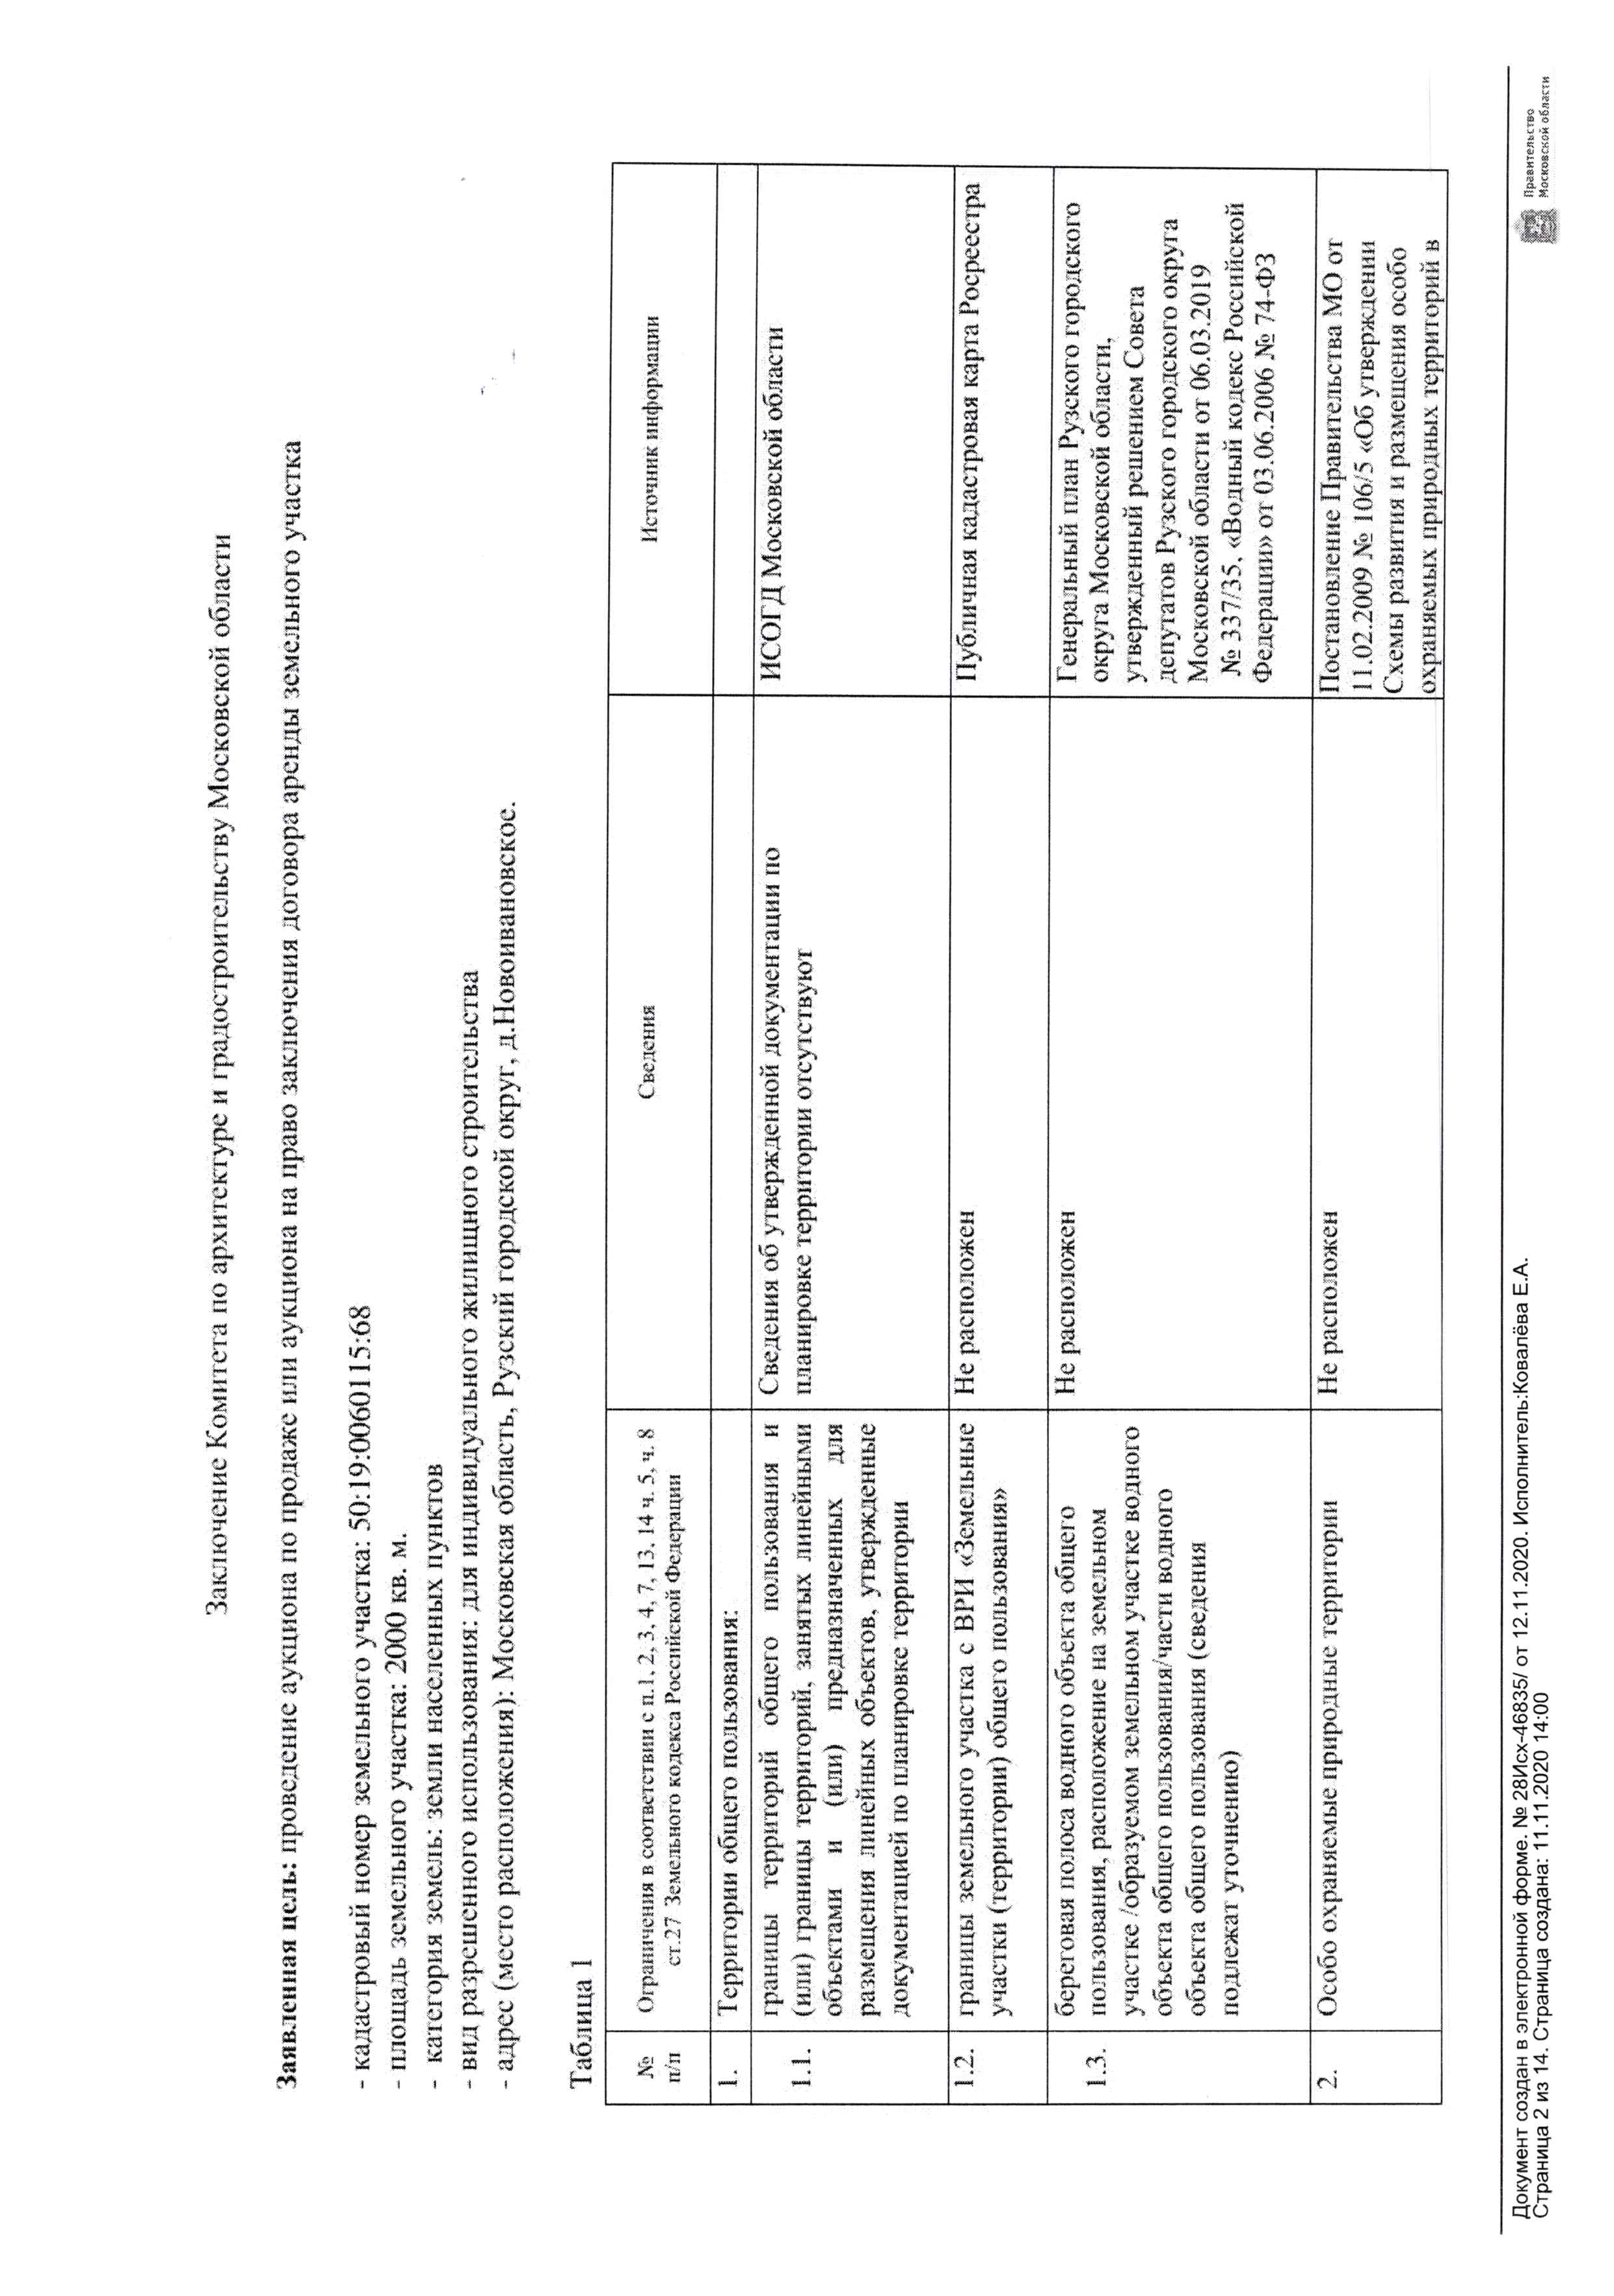 Заключение Комитета по архитектуре и градостроительству Московской области
Заявленная цель: проведение аукциона по продаже или аукциона на право заключения договора аренды земельного участка
- кадастровый номер земельного участка: 50:19:0060115:68
- площадь земельного участка: 2000 кв. м.
- категория земель: земли населенных пунктов
- вид разрешенного использования: для индивидуального жилищного строительства
- адрес (место расположения): Московская область, Рузский городской округ, д.Новоивановское.
Таблица 1
№
п/п
Ограничения в соответствии с п.1, 2, 3, 4, 7, 13, 14 ч. 5, ч. 8
ст.27 Земельного кодекса Российской Федерации
Сведения
Источник информации
1.
Территории общего пользования:
1.1.
границы территорий общего пользования и
(или) границы территорий, занятых линейными
объектами и (или) предназначенных для
размещения линейных объектов, утвержденные
документацией по планировке территории
Сведения об утвержденной документации по
планировке территории отсутствуют
ИСОГД Московской области
1.2.
границы земельного участка с ВРИ «Земельные
участки (территории) общего пользования»
Не расположен
Публичная кадастровая карта Росреестра
1.3.
береговая полоса водного объекта общего
пользования, расположение на земельном
участке /образуемом земельном участке водного
объекта общего пользования/части водного
объекта общего пользования (сведения
подлежат уточнению)
Не расположен
Генеральный план Рузского городского
округа Московской области,
утвержденный решением Совета
депутатов Рузского городского округа
Московской области от 06.03.2019
№ 337/35, «Водный кодекс Российской
Федерации» от 03.06.2006 № 74-ФЗ
2.
Особо охраняемые природные территории
Не расположен
Постановление Правительства МО от
11.02.2009 № 106/5 «Об утверждении
Схемы развития и размещения особо
охраняемых природных территорий в
Документ создан в электронной форме. № 28Исх-46835/ от 12.11.2020. Исполнитель:Ковалёва Е.А.
Страница 2 из 14. Страница создана: 11.11.2020 14:00
Правительство
Московской области